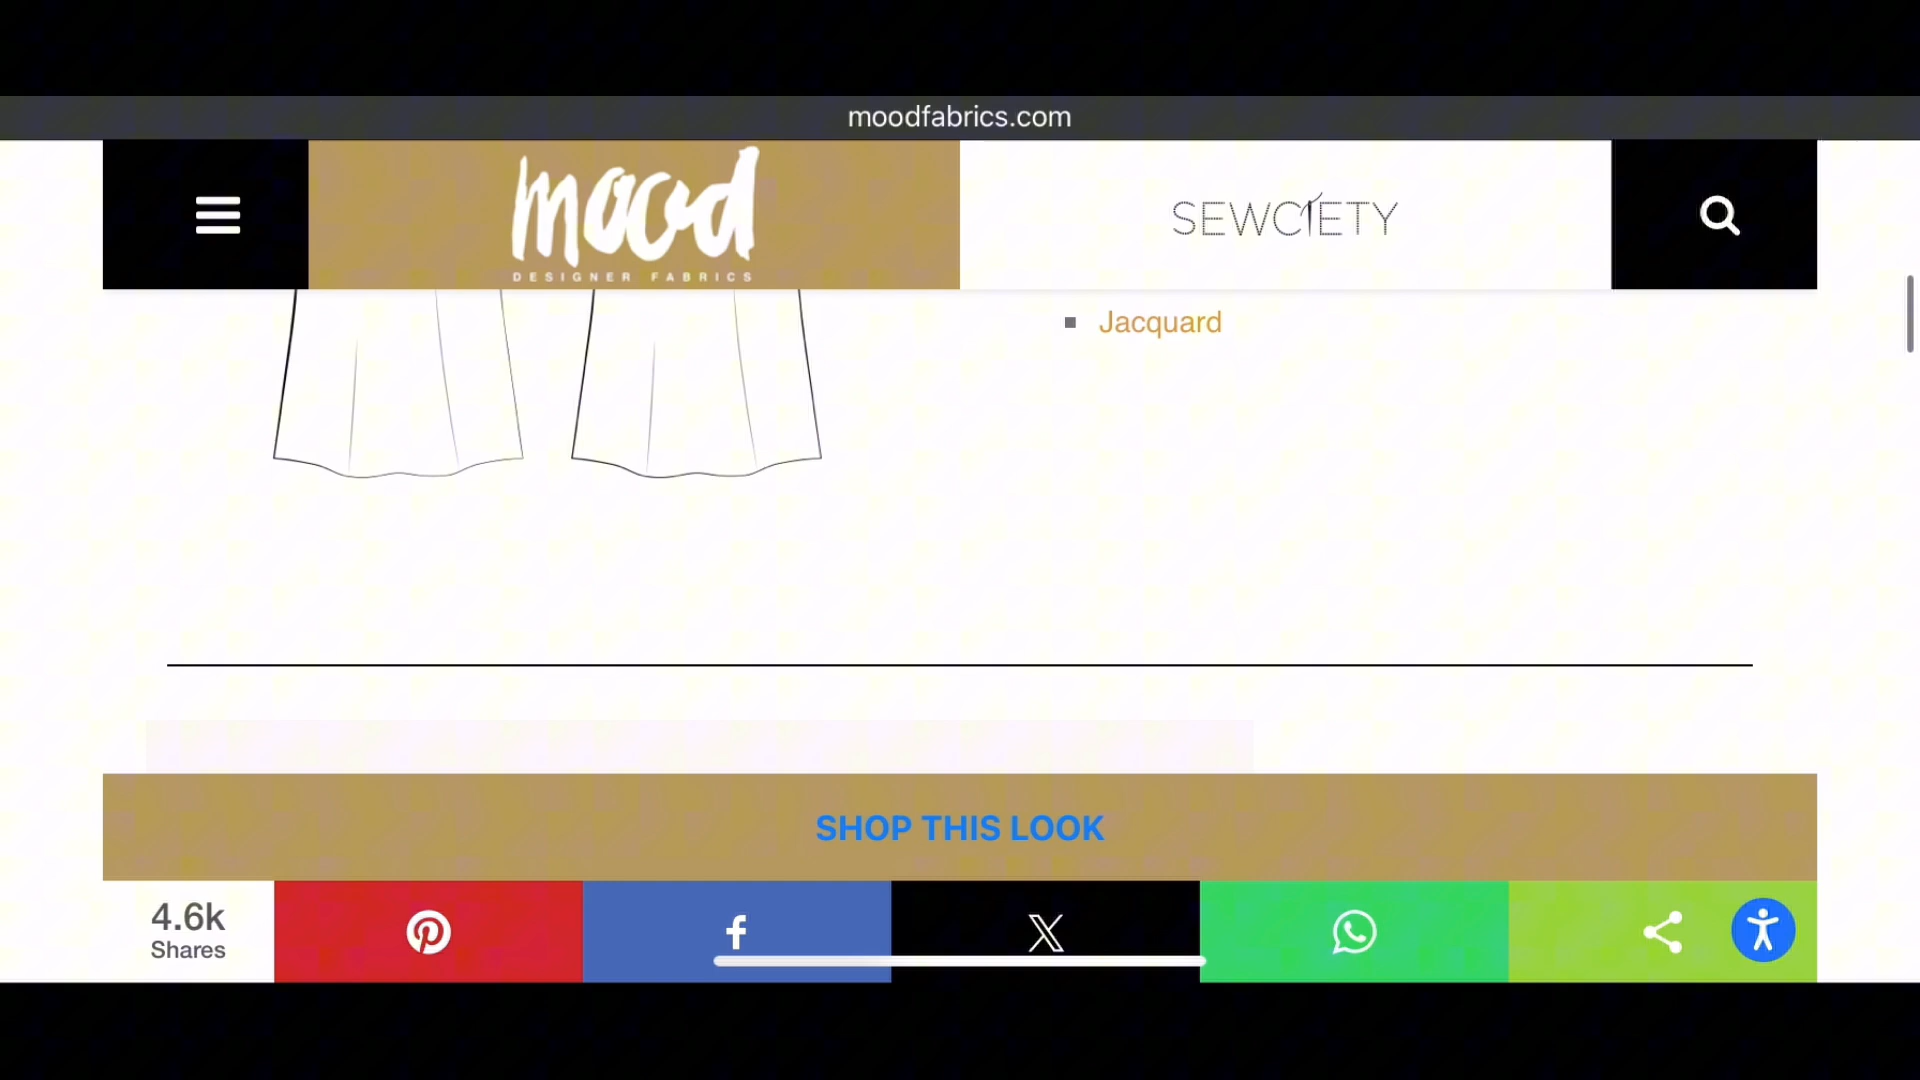 moodfabrics.com
mood
DESIGNER FABRICS
SEWCIETY
Jacquard
SHOP THIS LOOK
4.6k
Shares